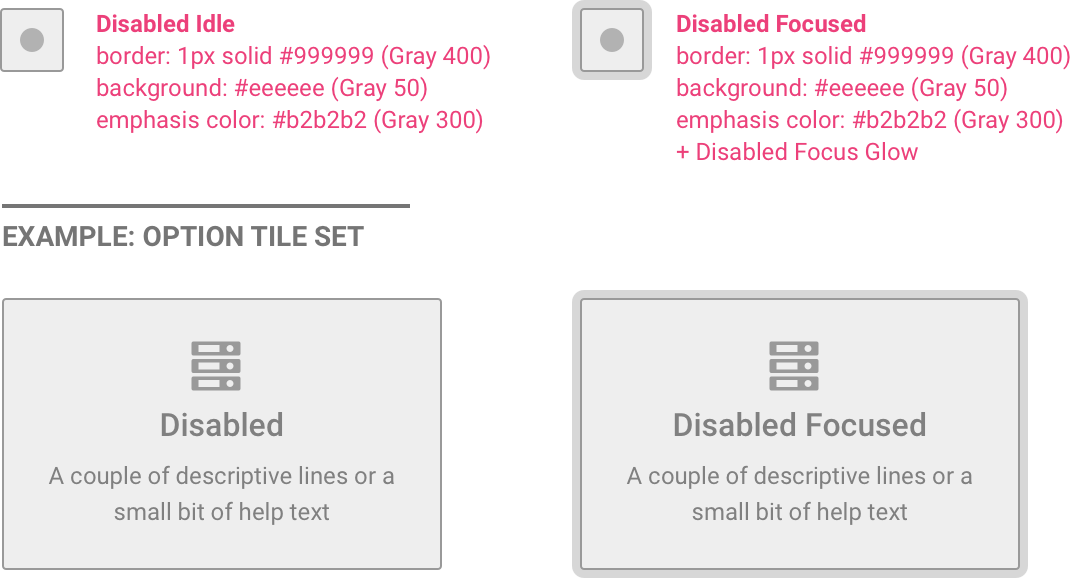 Disabled Idle
border: 1px solid #999999 (Gray 400)
background: #eeeeee (Gray 50)
emphasis color: #b2b2b2 (Gray 300)
Disabled Focused
border: 1px solid #999999 (Gray 400)
background: #eeeeee (Gray 50)
emphasis color: #b2b2b2 (Gray 300)
+ Disabled Focus Glow
EXAMPLE: OPTION TILE SET
Disabled
A couple of descriptive lines or a
small bit of help text
Disabled Focused
A couple of descriptive lines or a
small bit of help text